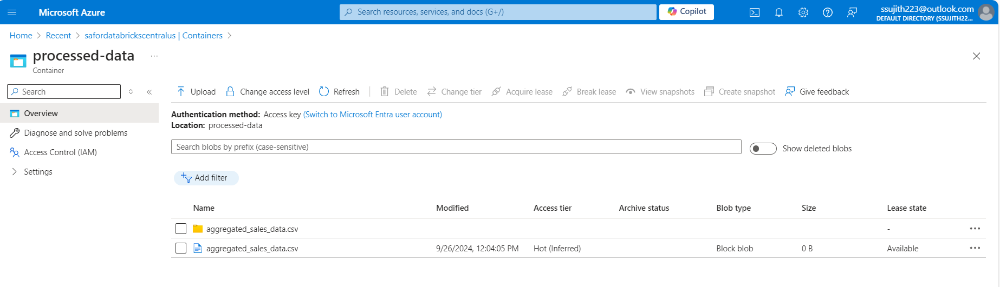 Microsoft Azure
Search resources, services, and docs (G+/)
Copilot
ssujith223@outlook.com
DEFAULT DIRECTORY (SSUJITH22...
Home > Recent > safordatabrickscentralus | Containers >
processed-data ...
Container
Search
Upload Change access level Refresh Delete Change tier Acquire lease Break lease View snapshots Create snapshot Give feedback
Overview
Diagnose and solve problems
Access Control (IAM)
Settings
Authentication method: Access key (Switch to Microsoft Entra user account)
Location: processed-data
Search blobs by prefix (case-sensitive)
Show deleted blobs
Add filter
Name Modified Access tier Archive status Blob type Size Lease state
aggregated_sales_data.csv -
aggregated_sales_data.csv 9/26/2024, 12:04:05 PM Hot (Inferred) Block blob 0 B Available